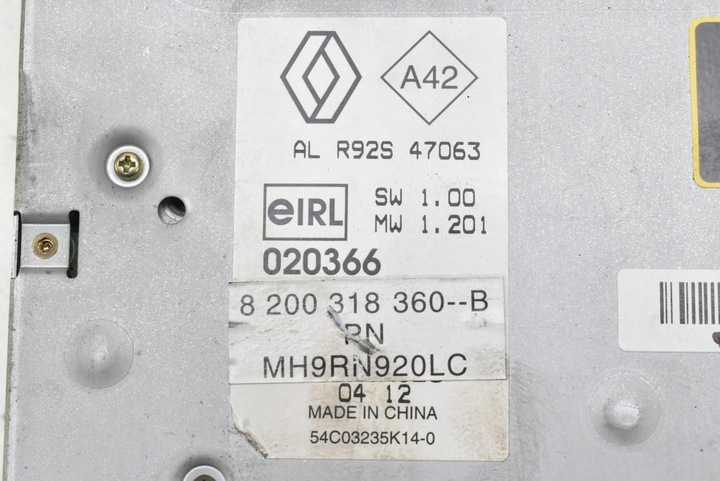 A42
AL R92S 47063
eIRL
SW 1.00
MW 1.201
020366
8 200 318 360--B
RN
MH9RN920LC
04 12
MADE IN CHINA
54C03235K14-0